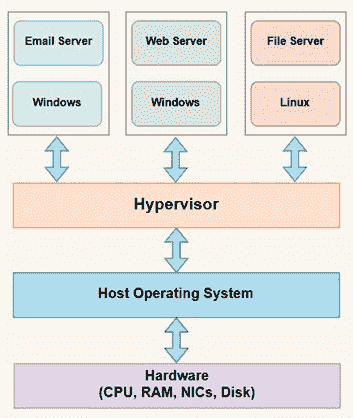 Email Server
Web Server
File Server
Windows
Windows
Linux
Hypervisor
Host Operating System
Hardware
(CPU, RAM, NICs, Disk)